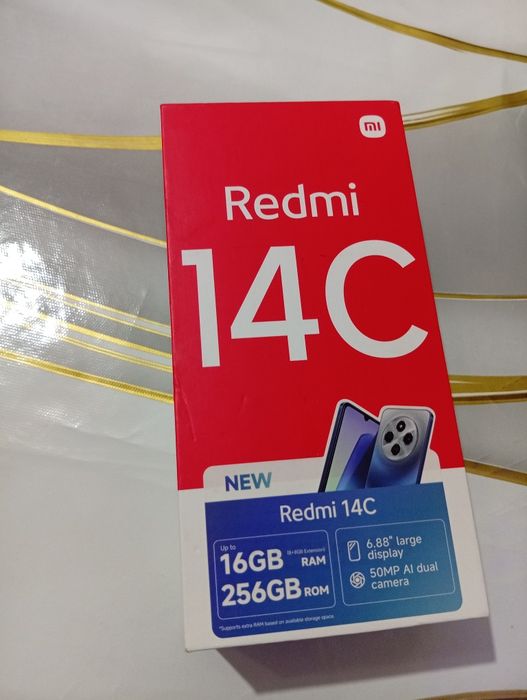 mi
Redmi
14C
NEW
Redmi 14C
Up to
16GB RAM
(8+8GB Extension)
256GB ROM
6.88" large
display
50MP AI dual
camera
*Supports extra RAM based on available storage space.